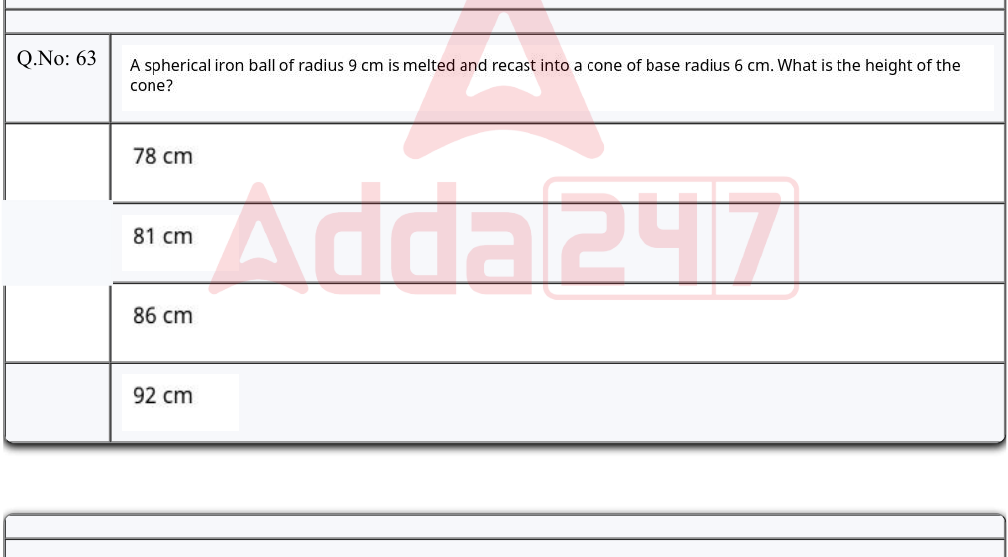 Q.No: 63
A spherical iron ball of radius 9 cm is melted and recast into a cone of base radius 6 cm. What is the height of the
cone?
78 cm
Adda247
81 cm
86 cm
92 cm